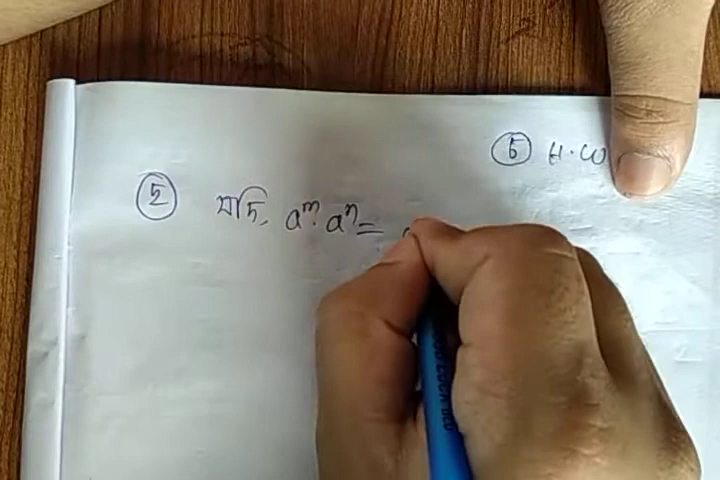 ⑤ H.W
② যদি, aᵐ · aⁿ =